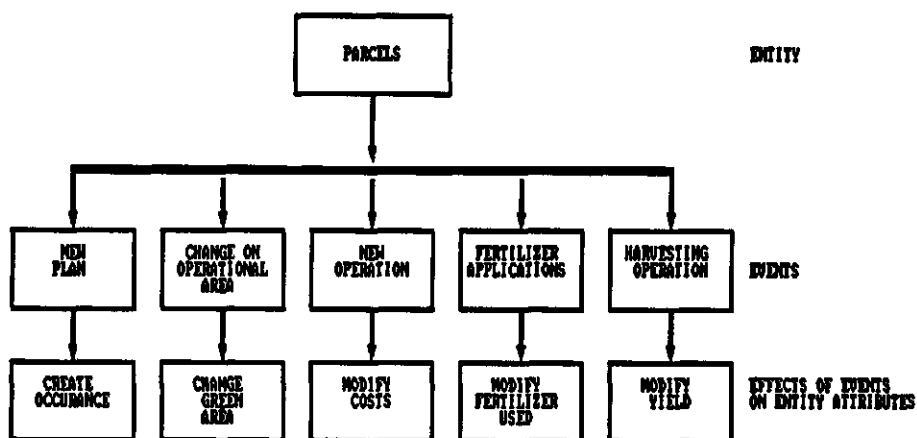 PARCELS
ENTITY
NEW
PLAN
CHANGE ON
OPERATIONAL
AREA
NEW
OPERATION
FERTILIZER
APPLICATIONS
HARVESTING
OPERATION
EVENTS
CREATE
OCCURANCE
CHANGE
GREEN
AREA
MODIFY
COSTS
MODIFY
FERTILIZER
USED
MODIFY
YIELD
EFFECTS OF EVENTS
ON ENTITY ATTRIBUTES